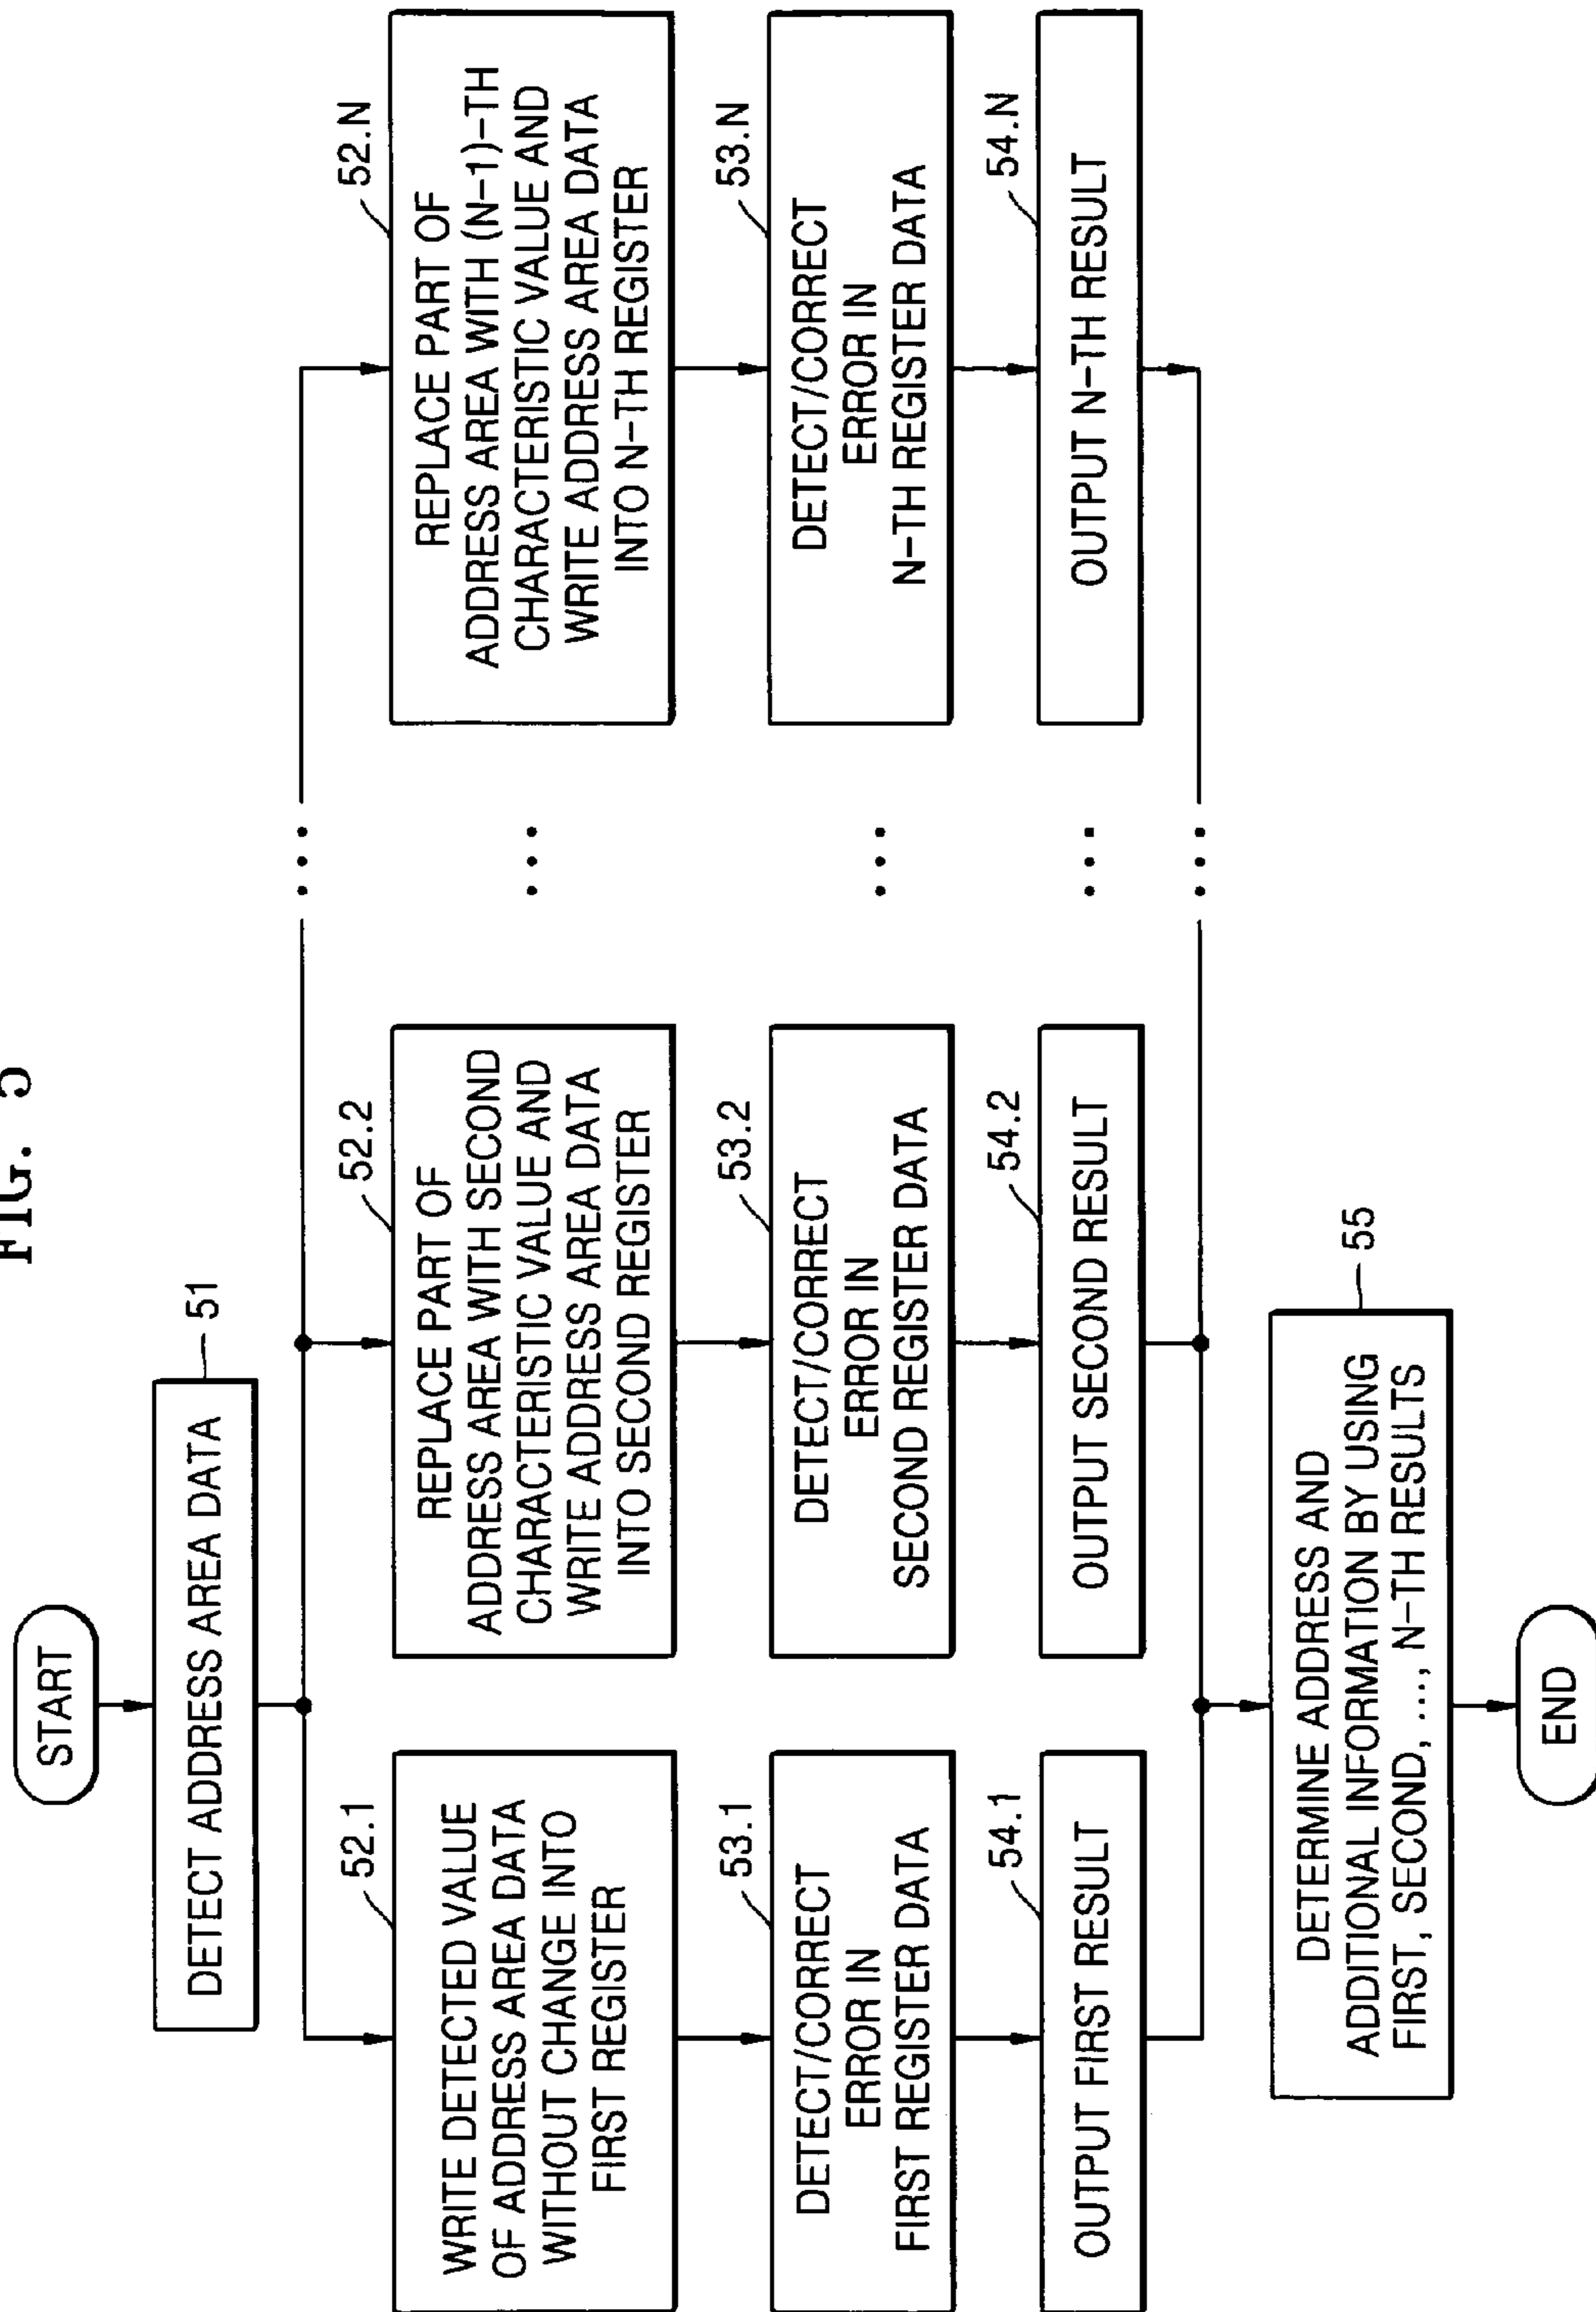 FIG. 5
START
DETECT ADDRESS AREA DATA
51
WRITE DETECTED VALUE
OF ADDRESS AREA DATA
WITHOUT CHANGE INTO
FIRST REGISTER
52.1
REPLACE PART OF
ADDRESS AREA WITH SECOND
CHARACTERISTIC VALUE AND
WRITE ADDRESS AREA DATA
INTO SECOND REGISTER
52.2
...
REPLACE PART OF
ADDRESS AREA WITH (N-1)-TH
CHARACTERISTIC VALUE AND
WRITE ADDRESS AREA DATA
INTO N-TH REGISTER
52.N
DETECT/CORRECT
ERROR IN
FIRST REGISTER DATA
53.1
DETECT/CORRECT
ERROR IN
SECOND REGISTER DATA
53.2
...
DETECT/CORRECT
ERROR IN
N-TH REGISTER DATA
53.N
OUTPUT FIRST RESULT
54.1
OUTPUT SECOND RESULT
54.2
...
OUTPUT N-TH RESULT
54.N
DETERMINE ADDRESS AND
ADDITIONAL INFORMATION BY USING
FIRST, SECOND, ..., N-TH RESULTS
55
END